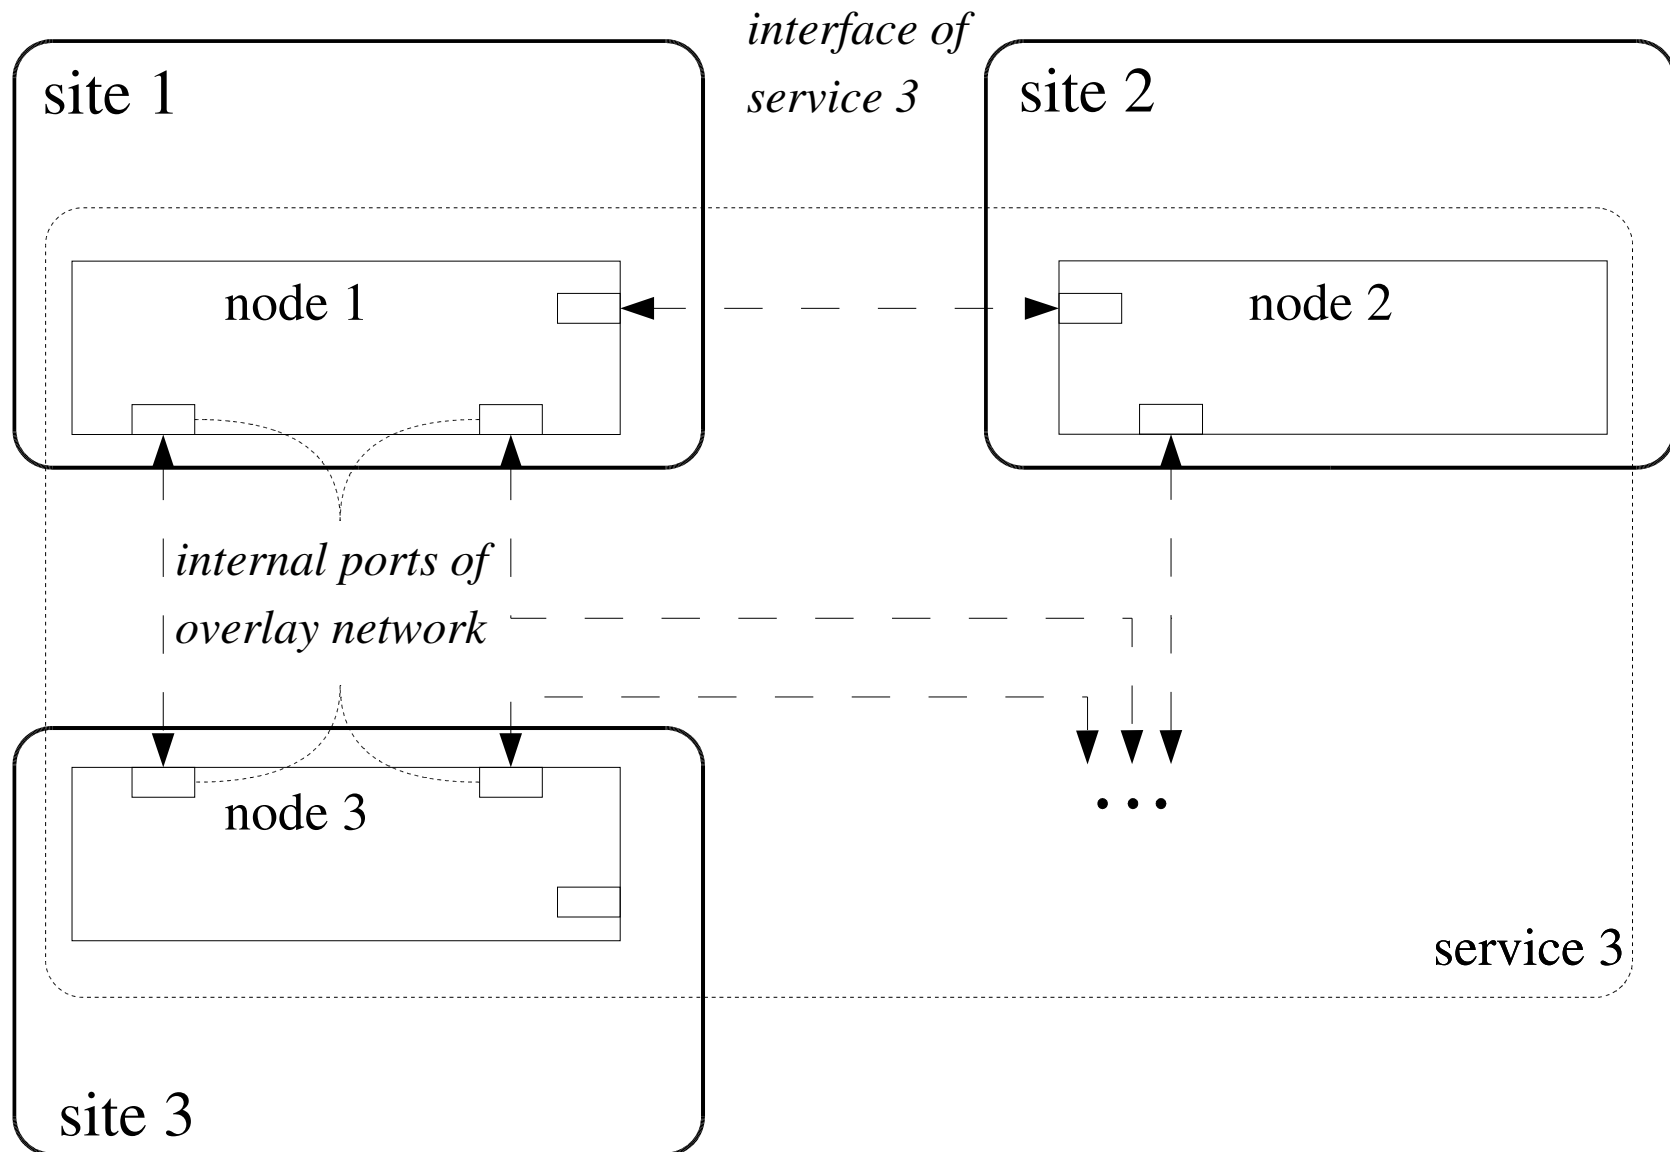 interface of
service 3
site 1
site 2
node 1
node 2
internal ports of
overlay network
node 3
...
service 3
site 3